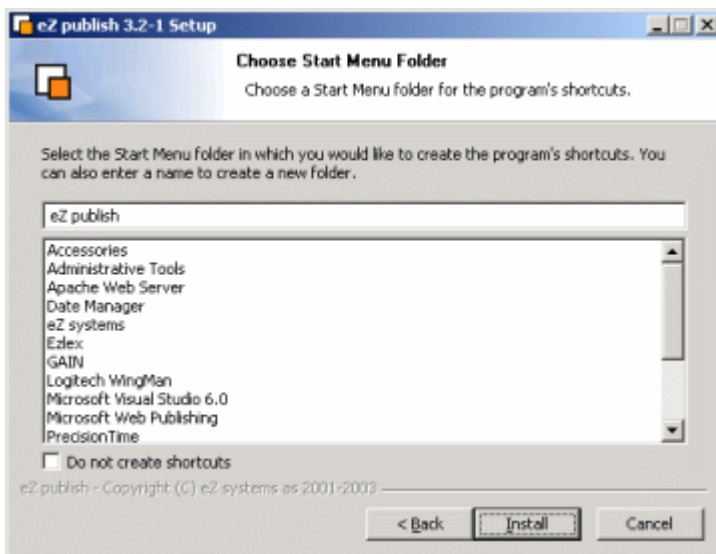 eZ publish 3.2-1 Setup
Choose Start Menu Folder
Choose a Start Menu folder for the program's shortcuts.
Select the Start Menu folder in which you would like to create the program's shortcuts. You
can also enter a name to create a new folder.
eZ publish
Accessories
Administrative Tools
Apache Web Server
Date Manager
eZ systems
Ezlex
GAIN
Logitech WingMan
Microsoft Visual Studio 6.0
Microsoft Web Publishing
PrecisionTime
Do not create shortcuts
eZ publish - Copyright (C) eZ systems as 2001-2003
< Back
Install
Cancel